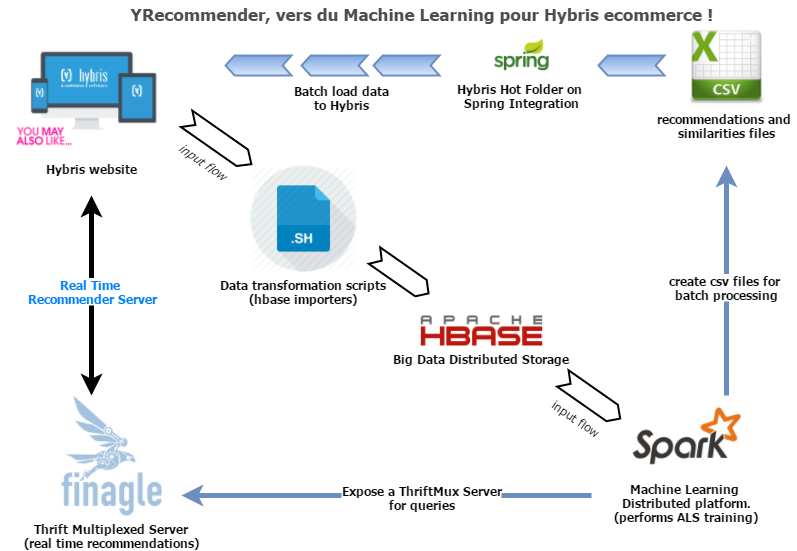 YRecommender, vers du Machine Learning pour Hybris ecommerce !
hybris
e-commerce software
YOU MAY
ALSO LIKE...
Hybris website
Batch load data
to Hybris
spring
Hybris Hot Folder on
Spring Integration
X
CSV
recommendations and
similarities files
input flow
.SH
Data transformation scripts
(hbase importers)
Real Time
Recommender Server
create csv files for
batch processing
APACHE
HBASE
Big Data Distributed Storage
input flow
finagle
Thrift Multiplexed Server
(real time recommendations)
Expose a ThriftMux Server
for queries
Spark
Machine Learning
Distributed platform.
(performs ALS training)